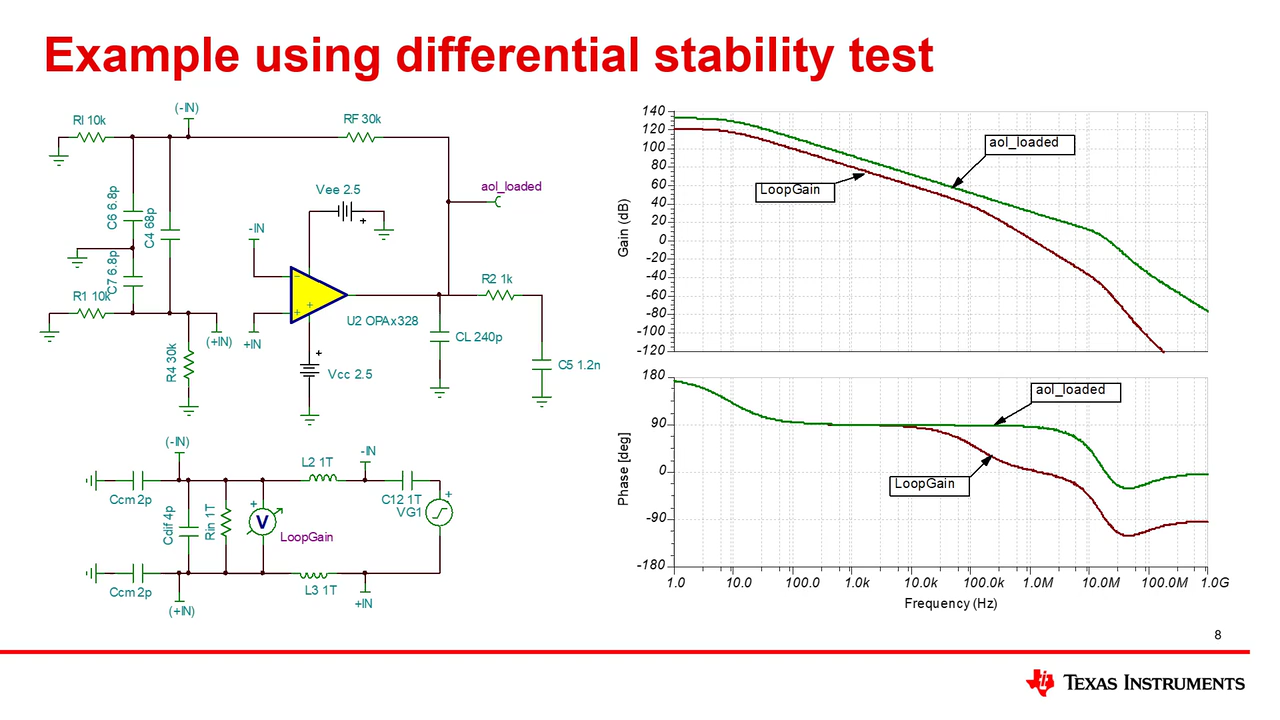 Example using differential stability test
RI 10k
(-IN)
RF 30k
C6 6.8p
C4 68p
C7 6.8p
R1 10k
R4 30k
(+IN)
-IN
+IN
Vee 2.5
+
-
+
+
U2 OPAx328
+
Vcc 2.5
aol_loaded
R2 1k
CL 240p
C5 1.2n
(-IN)
Ccm 2p
Cdif 4p
Rin 1T
+
V
LoopGain
L2 1T
-IN
C12 1T
VG1
+
Ccm 2p
(+IN)
L3 1T
+IN
Gain (dB)
140
120
100
80
60
40
20
0
-20
-40
-60
-80
-100
-120
aol_loaded
LoopGain
Phase [deg]
180
90
0
-90
-180
aol_loaded
LoopGain
1.0 10.0 100.0 1.0k 10.0k 100.0k 1.0M 10.0M 100.0M 1.0G
Frequency (Hz)
8
TEXAS INSTRUMENTS